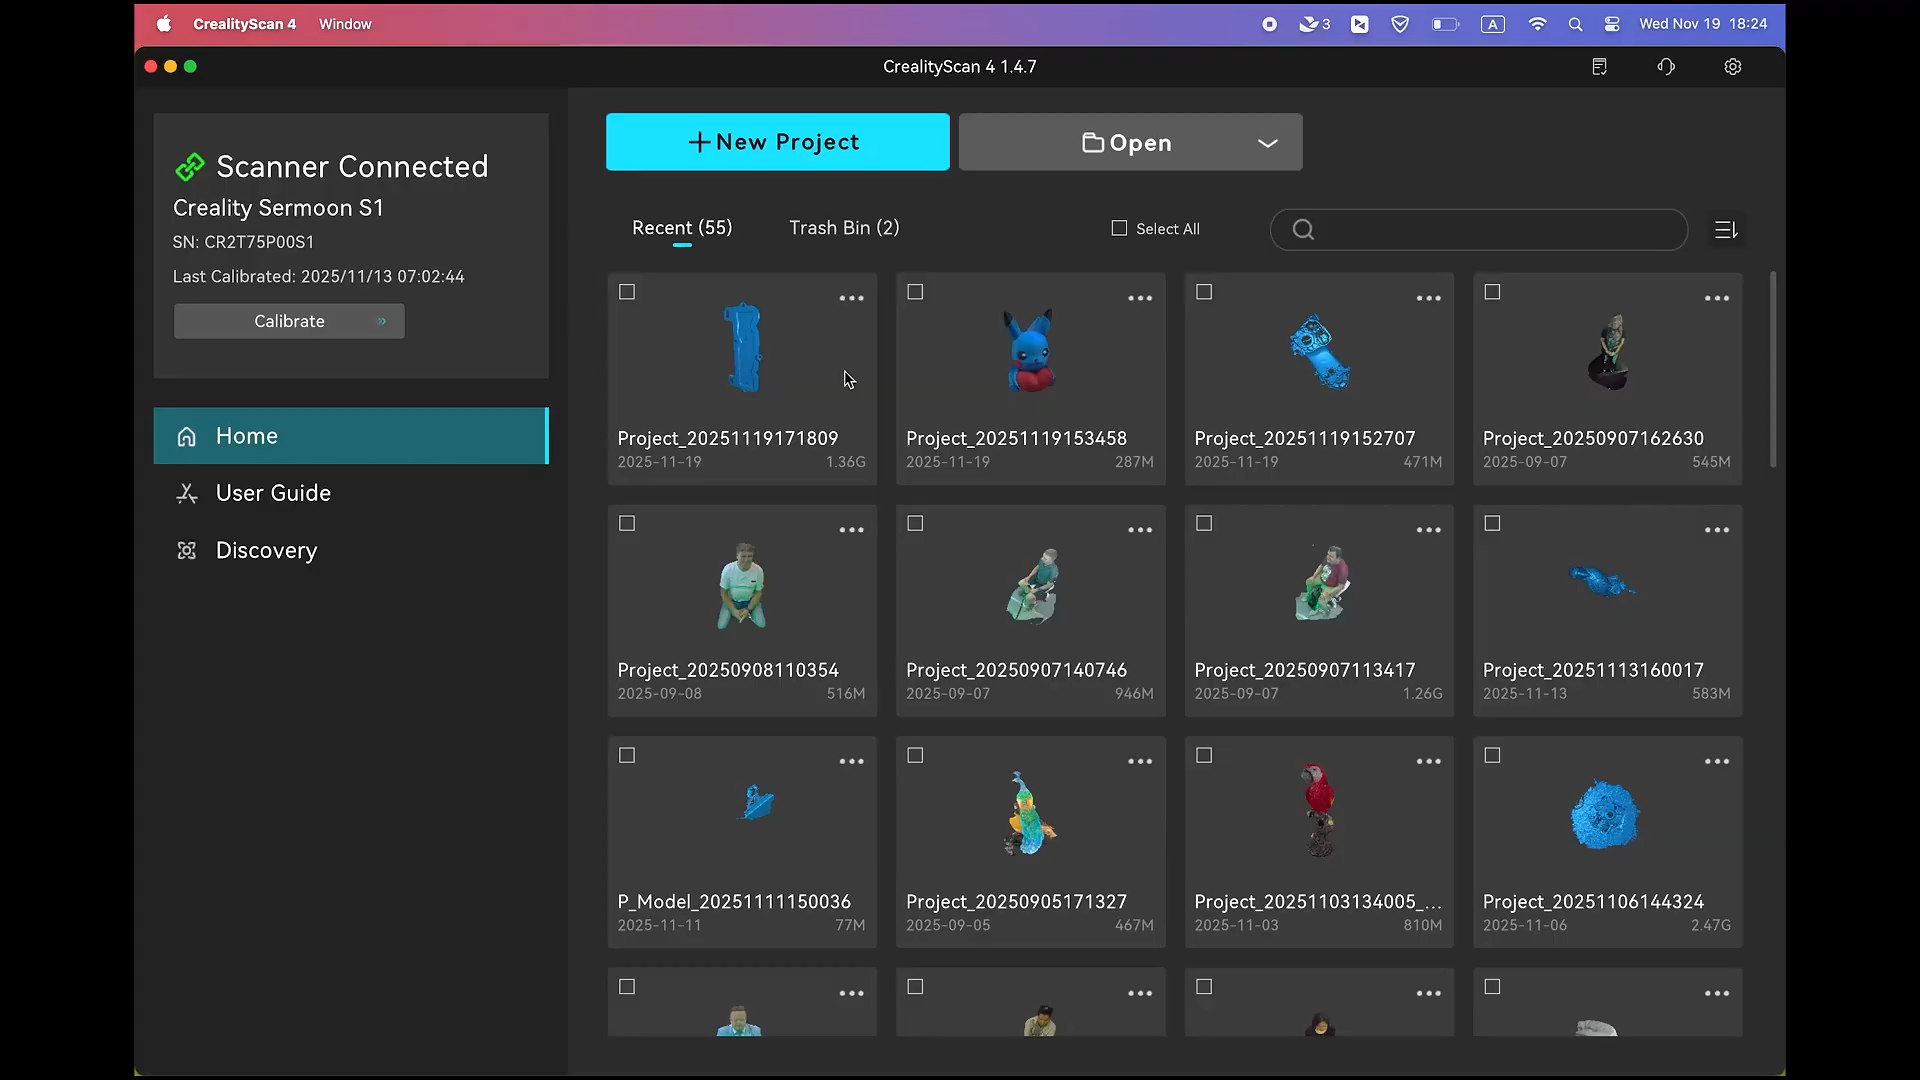 CrealityScan 4 Window 3 A Wed Nov 19 18:24
CrealityScan 4 1.4.7
Scanner Connected
Creality Sermoon S1
SN: CR2T75P00S1
Last Calibrated: 2025/11/13 07:02:44
Calibrate »
Home
User Guide
Discovery
+New Project
Open
Recent (55) Trash Bin (2) Select All
Project_20251119171809
2025-11-19 1.36G
Project_20251119153458
2025-11-19 287M
Project_20251119152707
2025-11-19 471M
Project_20250907162630
2025-09-07 545M
Project_20250908110354
2025-09-08 516M
Project_20250907140746
2025-09-07 946M
Project_20250907113417
2025-09-07 1.26G
Project_20251113160017
2025-11-13 583M
P_Model_20251111150036
2025-11-11 77M
Project_20250905171327
2025-09-05 467M
Project_20251103134005_...
2025-11-03 810M
Project_20251106144324
2025-11-06 2.47G